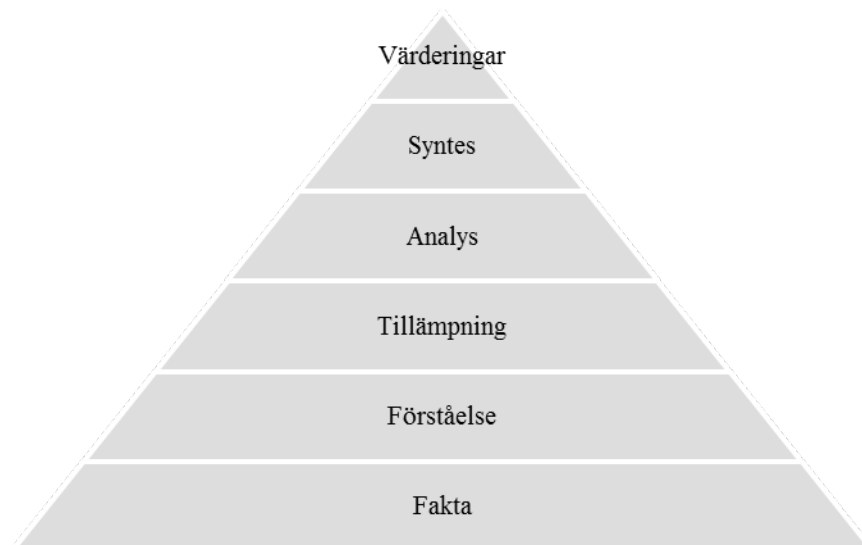 Värderingar
Syntes
Analys
Tillämpning
Förståelse
Fakta